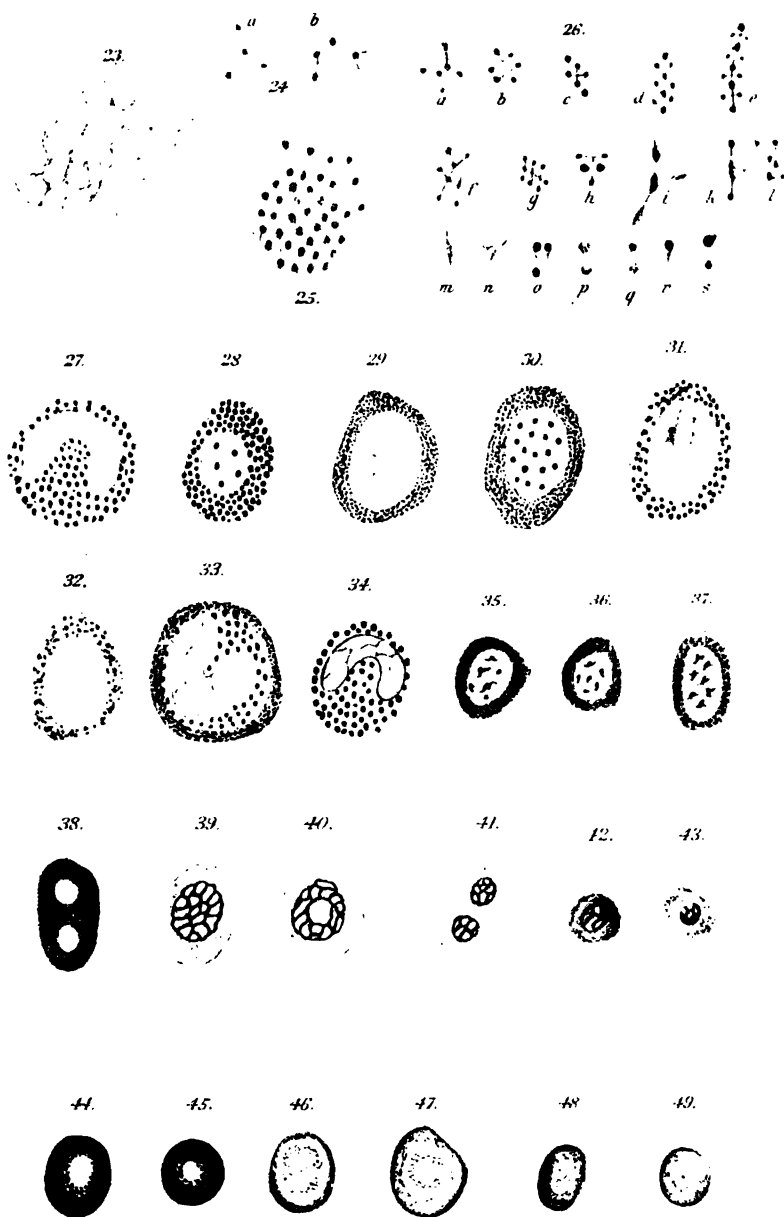 a b 26.
23.
24 a b c d e
f g h i k l
25. m n o p q r s
27. 28 29 30. 31.
32. 33. 34. 35. 36. 37.
38. 39. 40. 41. 42. 43.
44. 45. 46. 47. 48 49.